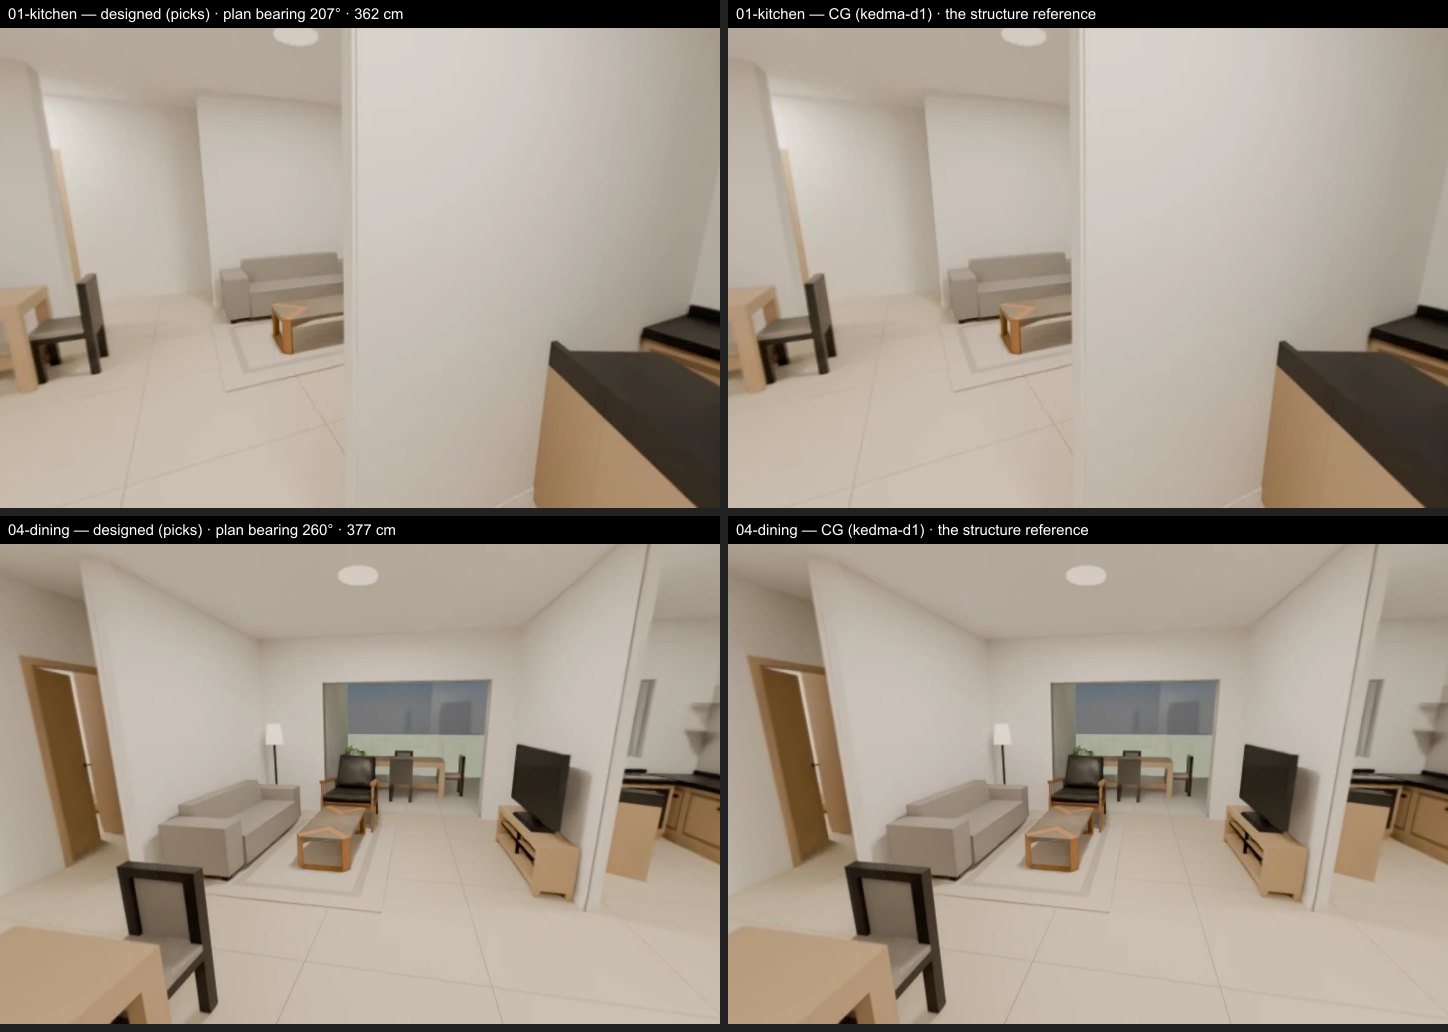 01-kitchen — designed (picks) · plan bearing 207° · 362 cm
01-kitchen — CG (kedma-d1) · the structure reference
04-dining — designed (picks) · plan bearing 260° · 377 cm
04-dining — CG (kedma-d1) · the structure reference